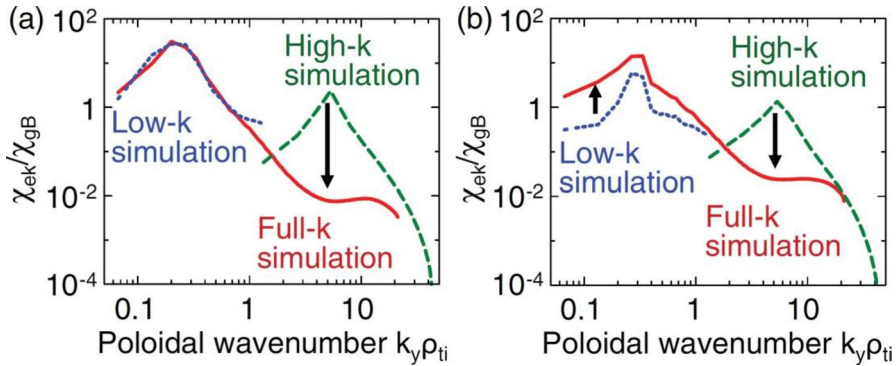 (a)
10²
1
10⁻²
10⁻⁴
χek/χgB
High-k
simulation
Low-k
simulation
Full-k
simulation
0.1
1
10
Poloidal wavenumber kyρti
(b)
10²
1
10⁻²
10⁻⁴
χek/χgB
High-k
simulation
Low-k
simulation
Full-k
simulation
0.1
1
10
Poloidal wavenumber kyρti